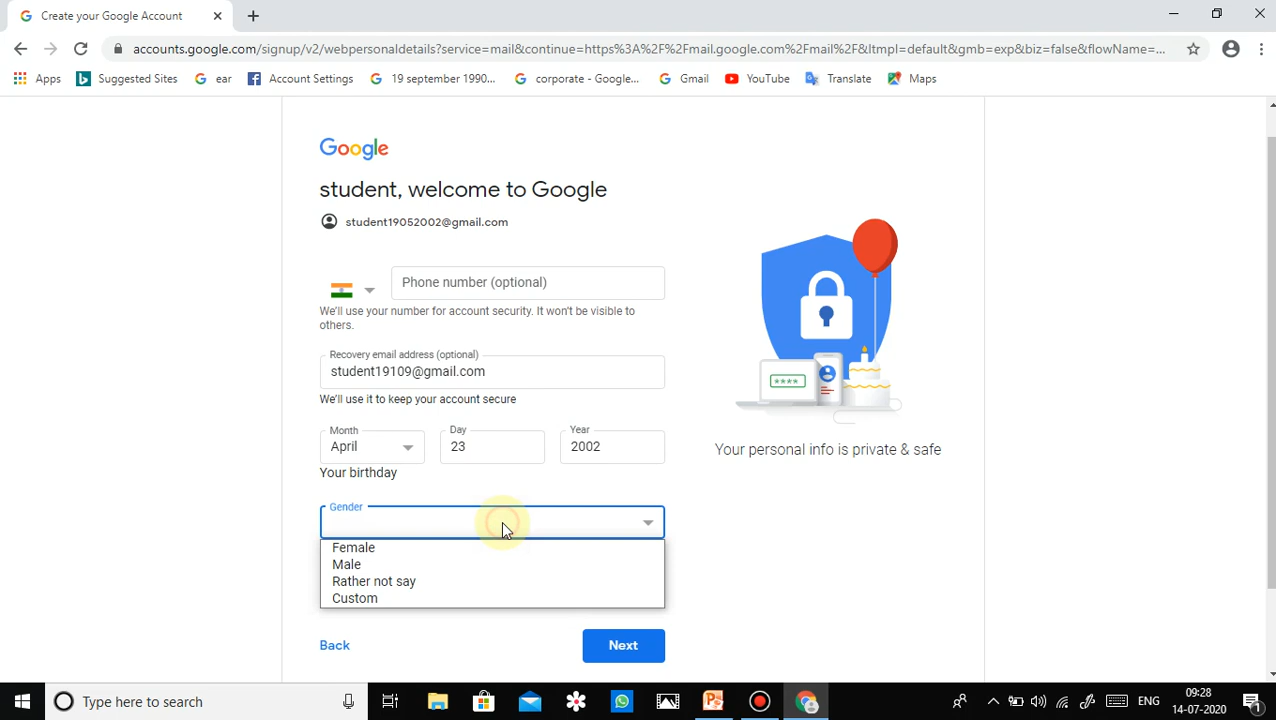 Create your Google Account
accounts.google.com/signup/v2/webpersonaldetails?service=mail&continue=https%3A%2F%2Fmail.google.com%2Fmail%2F&ltmpl=default&gmb=exp&biz=false&flowName=...
Apps Suggested Sites ear Account Settings 19 september 1990... corporate - Google... Gmail YouTube Translate Maps
Google
student, welcome to Google
student19052002@gmail.com
Phone number (optional)
We'll use your number for account security. It won't be visible to
others.
Recovery email address (optional)
student19109@gmail.com
We'll use it to keep your account secure
Month Day Year
April 23 2002
Your birthday
Your personal info is private & safe
Gender
Female
Male
Rather not say
Custom
Back Next
Type here to search
ENG
09:28
14-07-2020
1